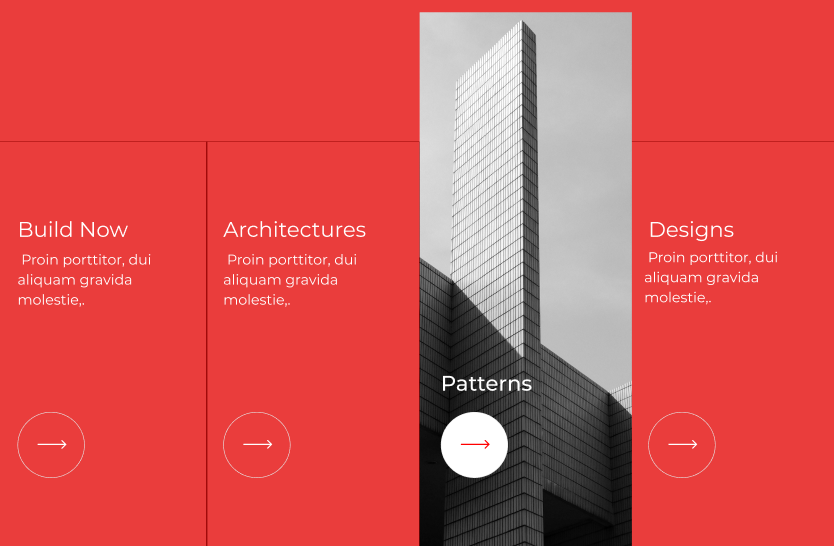 Build Now
Proin porttitor, dui
aliquam gravida
molestie,.
Architectures
Proin porttitor, dui
aliquam gravida
molestie,.
Patterns
Designs
Proin porttitor, dui
aliquam gravida
molestie,.